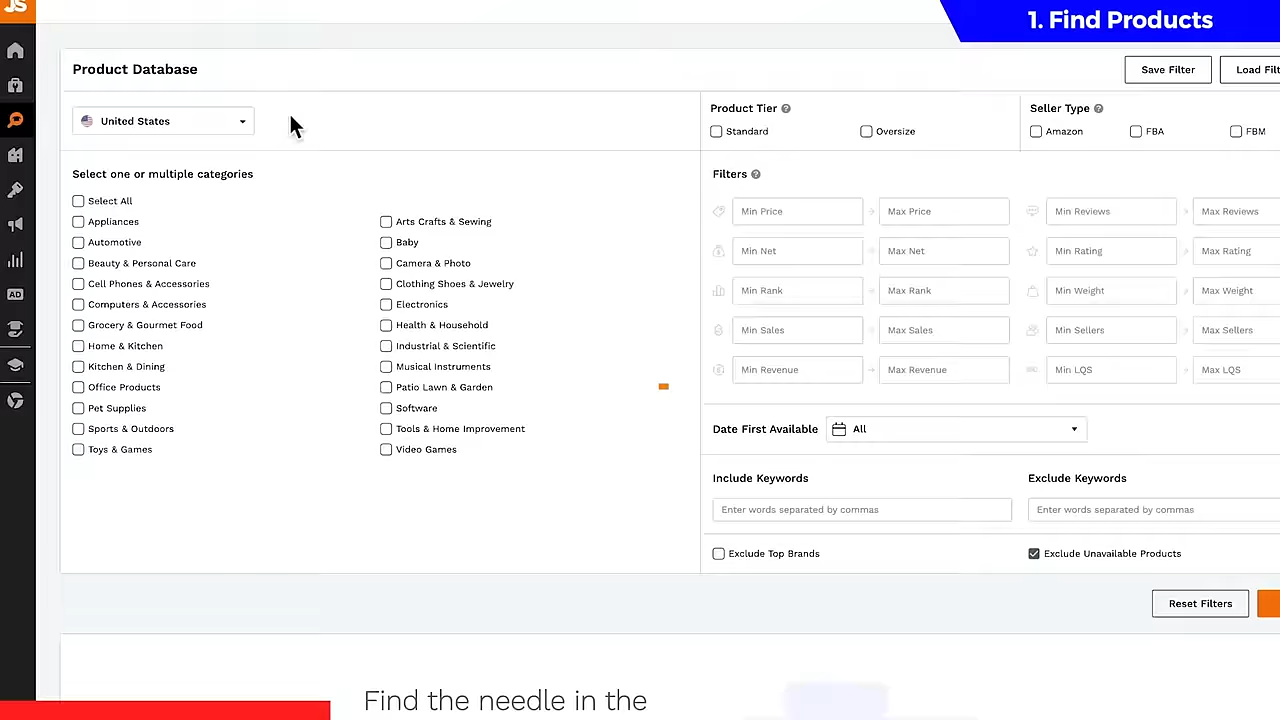 JS
1. Find Products
Product Database
Save Filter
Load Filt
United States
Product Tier
Standard
Oversize
Seller Type
Amazon
FBA
FBM
Select one or multiple categories
Select All
Appliances
Arts Crafts & Sewing
Automotive
Baby
Beauty & Personal Care
Camera & Photo
Cell Phones & Accessories
Clothing Shoes & Jewelry
Computers & Accessories
Electronics
Grocery & Gourmet Food
Health & Household
Home & Kitchen
Industrial & Scientific
Kitchen & Dining
Musical Instruments
Office Products
Patio Lawn & Garden
Pet Supplies
Software
Sports & Outdoors
Tools & Home Improvement
Toys & Games
Video Games
Filters
Min Price
Max Price
Min Reviews
Max Reviews
Min Net
Max Net
Min Rating
Max Rating
Min Rank
Max Rank
Min Weight
Max Weight
Min Sales
Max Sales
Min Sellers
Max Sellers
Min Revenue
Max Revenue
Min LQS
Max LQS
Date First Available
All
Include Keywords
Exclude Keywords
Enter words separated by commas
Enter words separated by commas
Exclude Top Brands
Exclude Unavailable Products
Reset Filters
AD
Find the needle in the